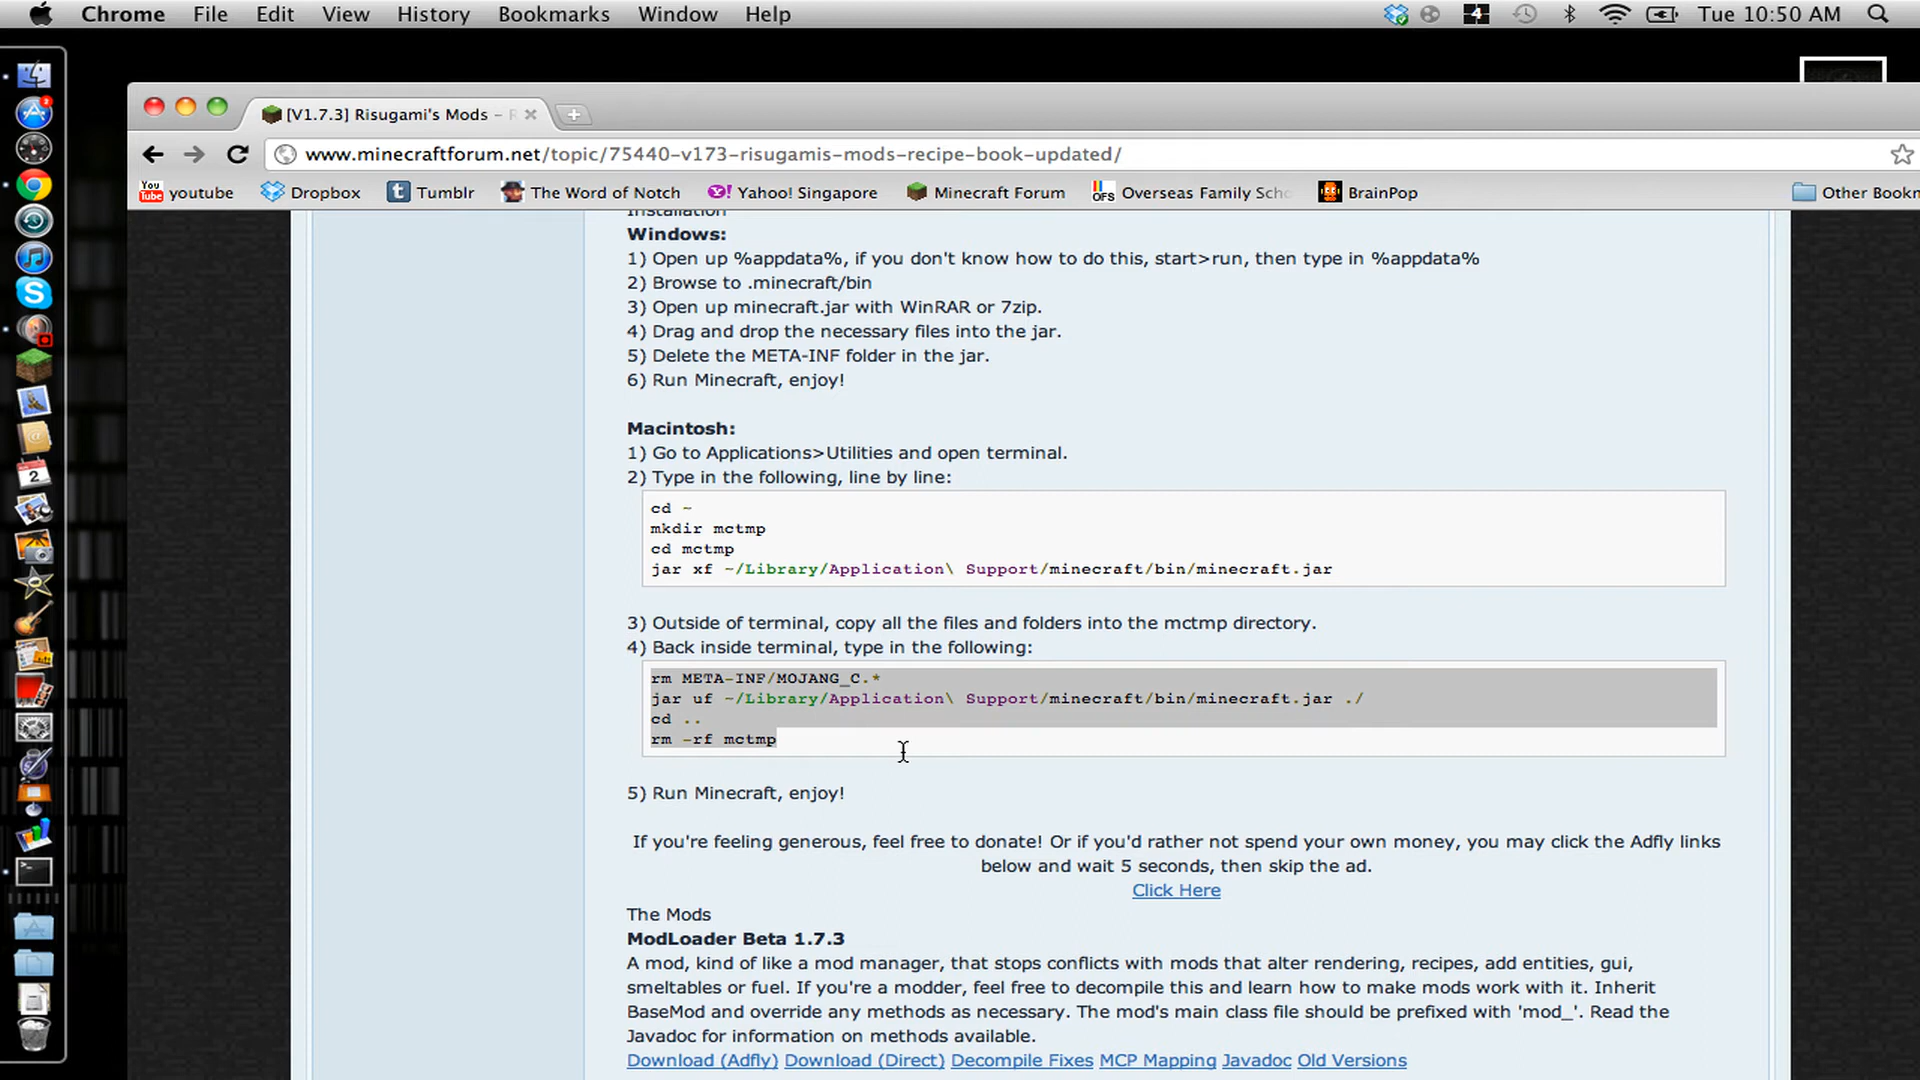 Chrome File Edit View History Bookmarks Window Help 4 Tue 10:50 AM
[V1.7.3] Risugami's Mods –
www.minecraftforum.net/topic/75440-v173-risugamis-mods-recipe-book-updated/
You Tube youtube Dropbox t Tumblr The Word of Notch Y! Yahoo! Singapore Minecraft Forum OFS Overseas Family Scho BrainPop Other Bookm
Installation
Windows:
1) Open up %appdata%, if you don't know how to do this, start>run, then type in %appdata%
2) Browse to .minecraft/bin
3) Open up minecraft.jar with WinRAR or 7zip.
4) Drag and drop the necessary files into the jar.
5) Delete the META-INF folder in the jar.
6) Run Minecraft, enjoy!
Macintosh:
1) Go to Applications>Utilities and open terminal.
2) Type in the following, line by line:
cd ~
mkdir mctmp
cd mctmp
jar xf ~/Library/Application\ Support/minecraft/bin/minecraft.jar
3) Outside of terminal, copy all the files and folders into the mctmp directory.
4) Back inside terminal, type in the following:
rm META-INF/MOJANG_C.*
jar uf ~/Library/Application\ Support/minecraft/bin/minecraft.jar ./
cd ..
rm -rf mctmp
5) Run Minecraft, enjoy!
If you're feeling generous, feel free to donate! Or if you'd rather not spend your own money, you may click the Adfly links
below and wait 5 seconds, then skip the ad.
Click Here
The Mods
ModLoader Beta 1.7.3
A mod, kind of like a mod manager, that stops conflicts with mods that alter rendering, recipes, add entities, gui,
smeltables or fuel. If you're a modder, feel free to decompile this and learn how to make mods work with it. Inherit
BaseMod and override any methods as necessary. The mod's main class file should be prefixed with 'mod_'. Read the
Javadoc for information on methods available.
Download (Adfly) Download (Direct) Decompile Fixes MCP Mapping Javadoc Old Versions